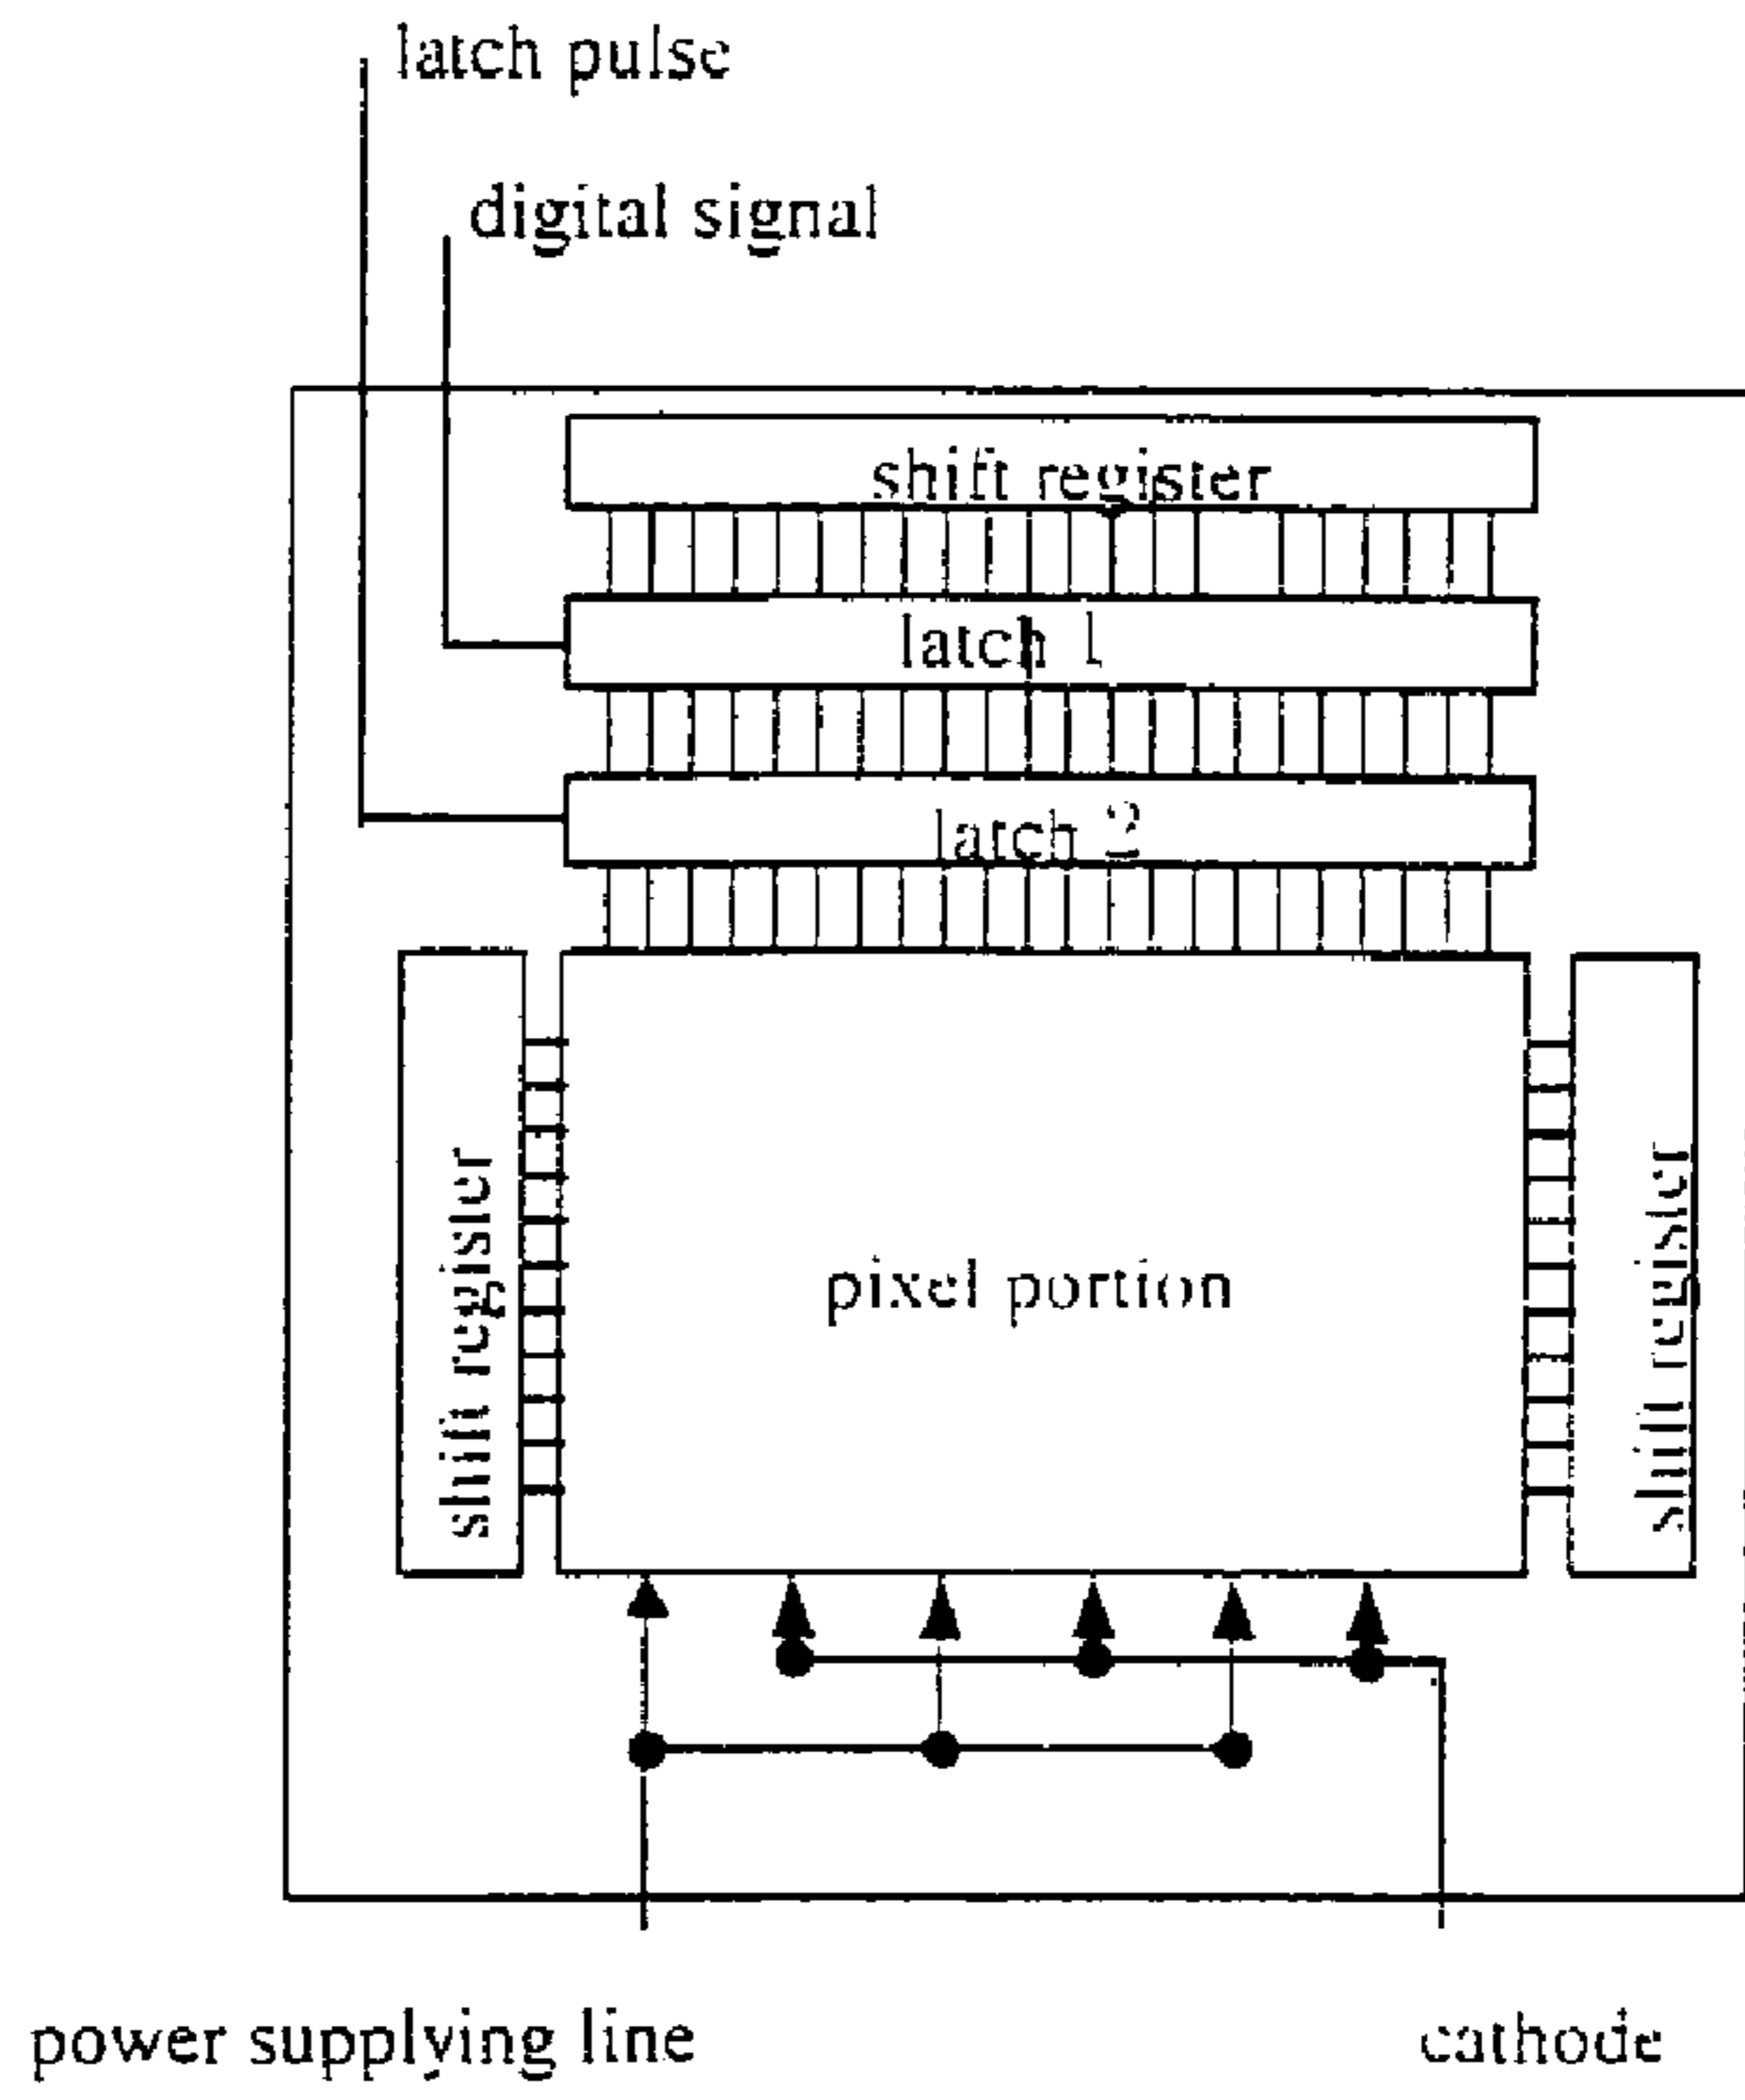 latch pulse
digital signal
shift register
latch 1
latch 2
shift register
pixel portion
shift register
power supplying line
cathode